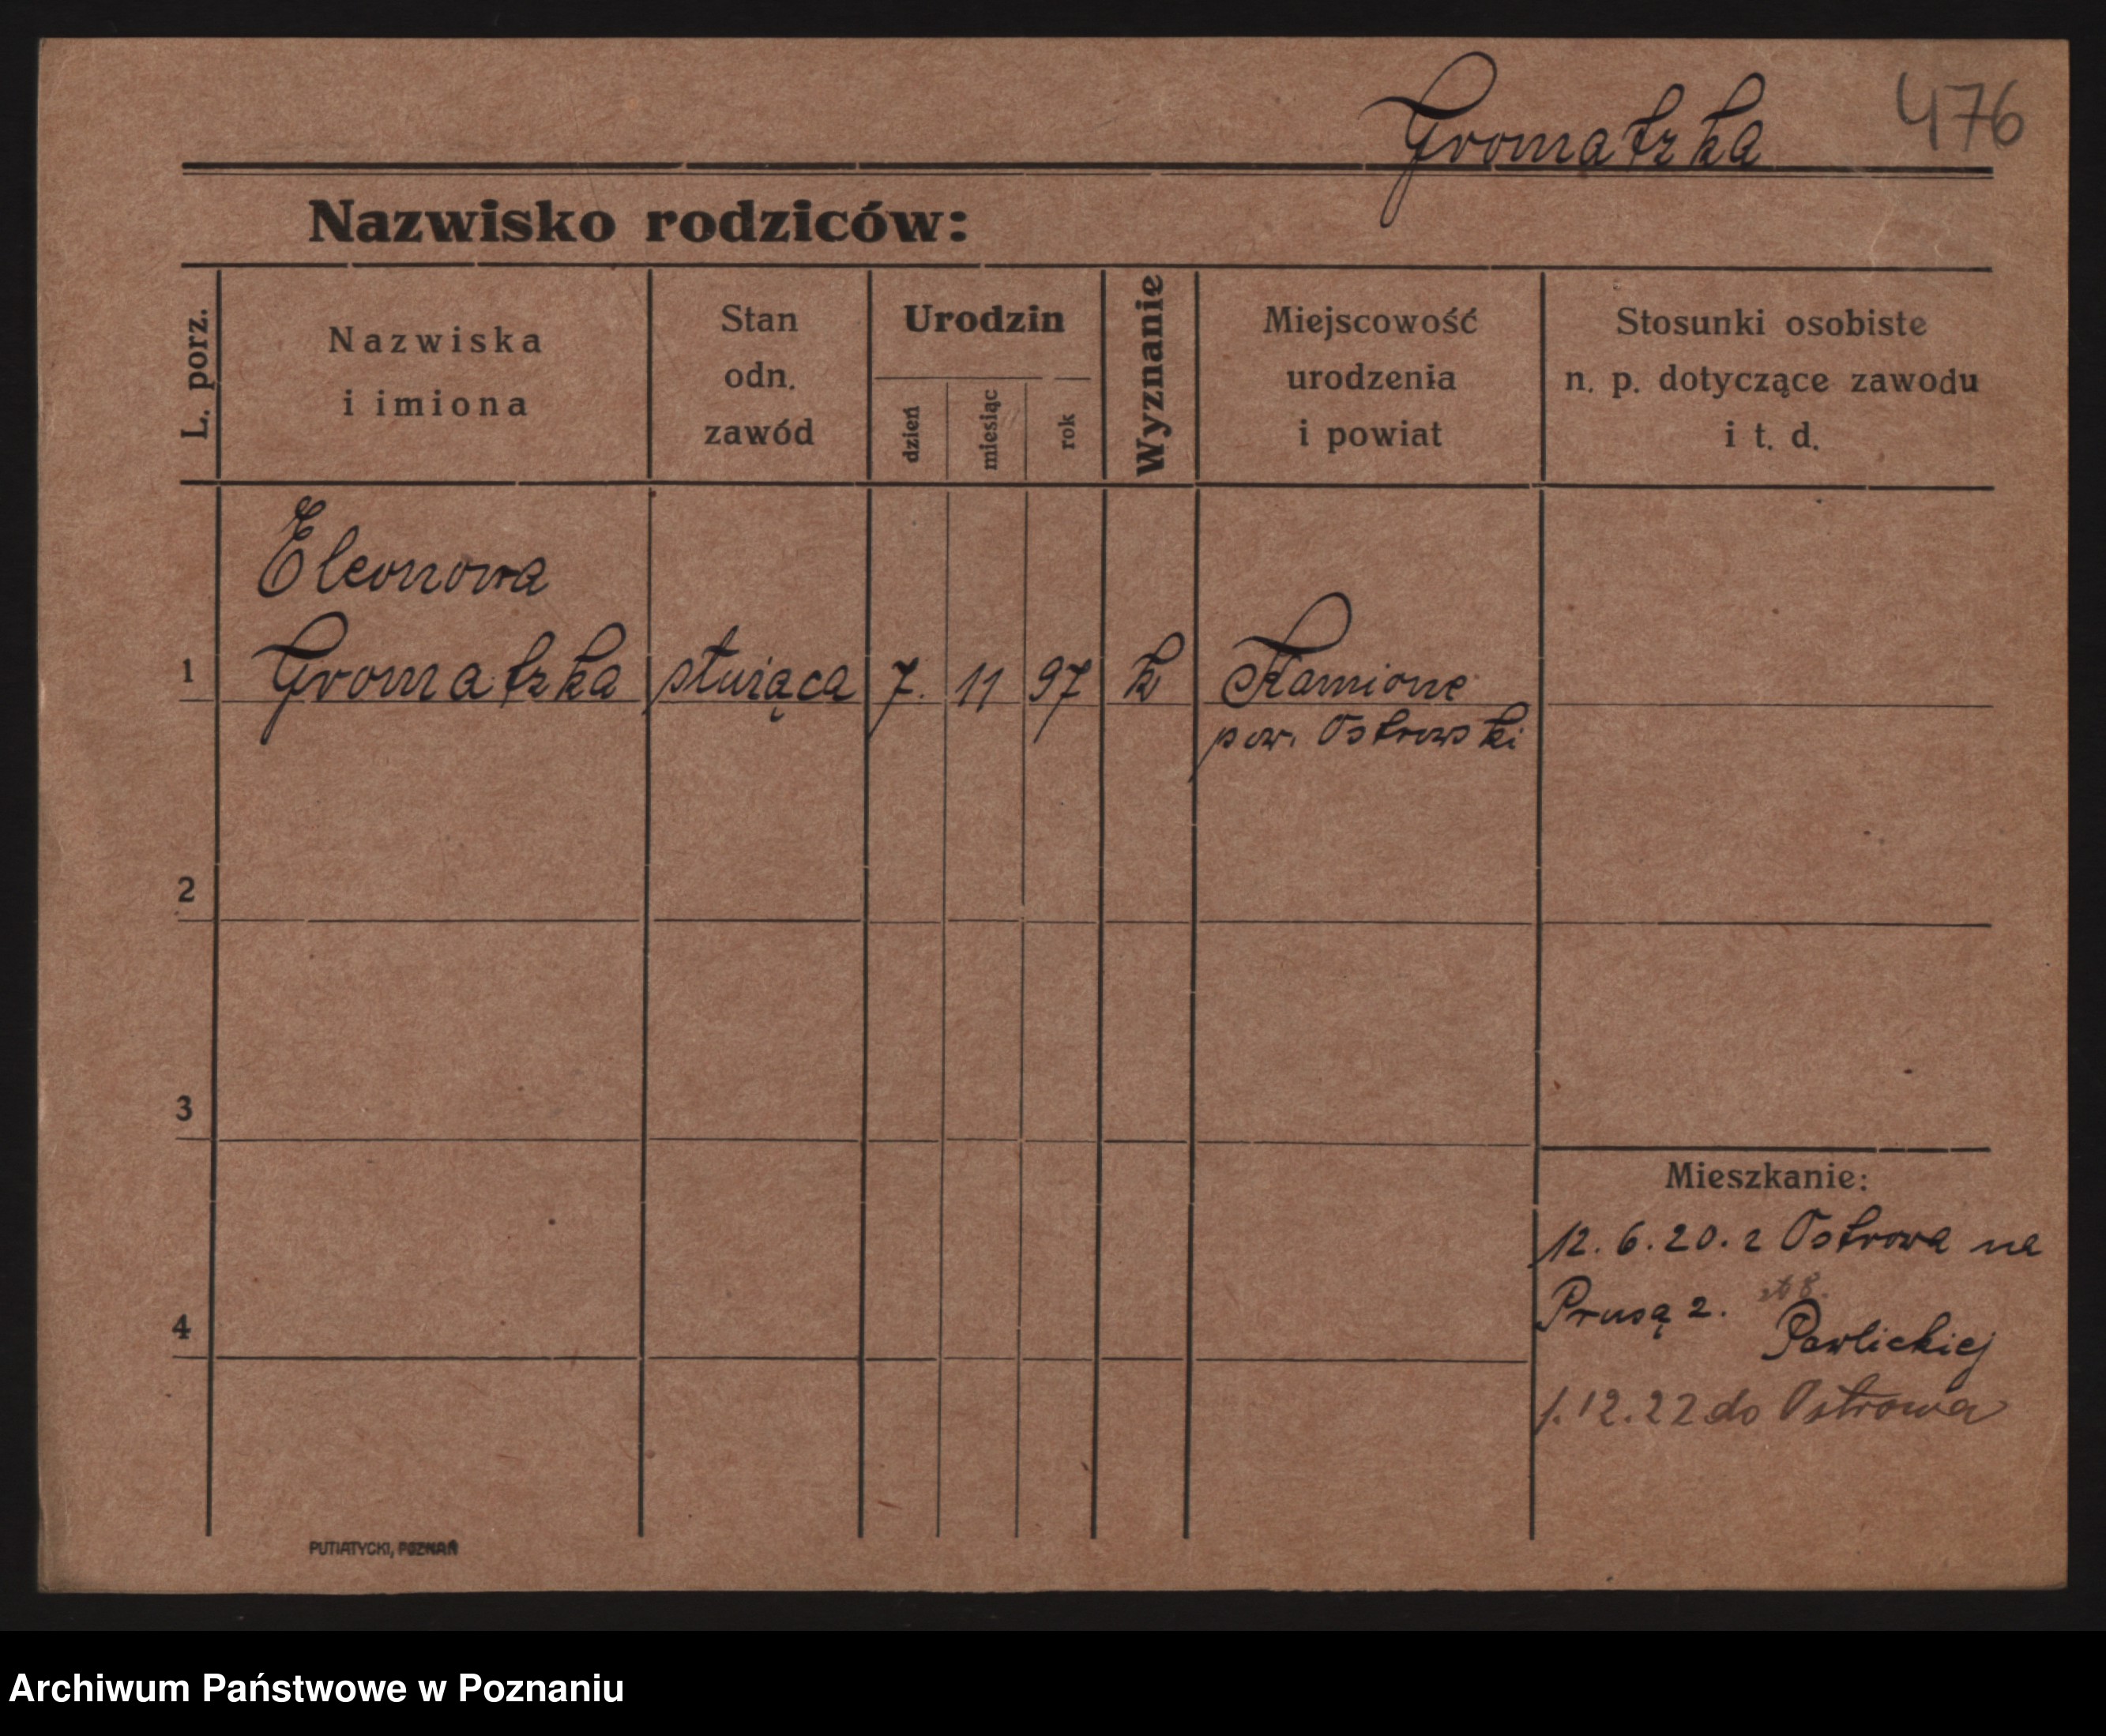 476
Gromatzka
Nazwisko rodziców:
L. porz.
Nazwiska
i imiona
Stan
odn.
zawód
Urodzin
dzień
miesiąc
rok
Wyznanie
Miejscowość
urodzenia
i powiat
Stosunki osobiste
n. p. dotyczące zawodu
i t. d.
Eleonora
1 Gromatzka służąca 7. 11 97 k Kamione
pow. Ostrowski
2
3
4
Mieszkanie:
12. 6. 20. z Ostrowa na
Prusą 2.
Pawlickiej
1. 12. 22 do Ostrowa
PUTIATYCKI, POZNAŃ
Archiwum Państwowe w Poznaniu